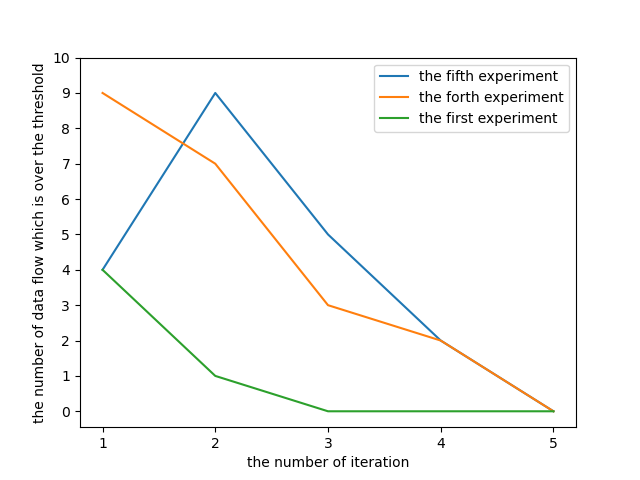 the number of data flow which is over the threshold
10
9
8
7
6
5
4
3
2
1
0
the fifth experiment
the forth experiment
the first experiment
1 2 3 4 5
the number of iteration